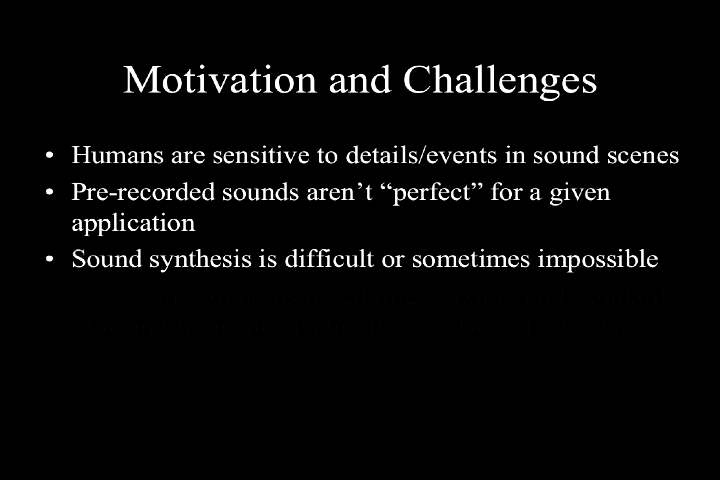 Motivation and Challenges
• Humans are sensitive to details/events in sound scenes
• Pre-recorded sounds aren’t “perfect” for a given
application
• Sound synthesis is difficult or sometimes impossible